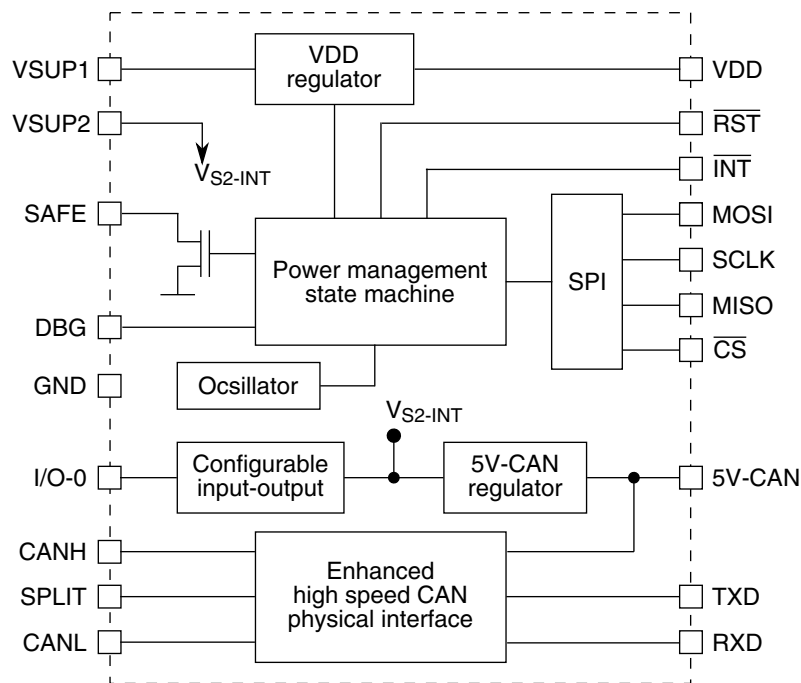 VSUP1
VDD
regulator
VDD
VSUP2
RST
VS2-INT
INT
SAFE
MOSI
Power management
state machine
SPI
SCLK
MISO
DBG
CS
GND
Ocsillator
VS2-INT
I/O-0
Configurable
input-output
5V-CAN
regulator
5V-CAN
CANH
Enhanced
high speed CAN
physical interface
SPLIT
TXD
CANL
RXD